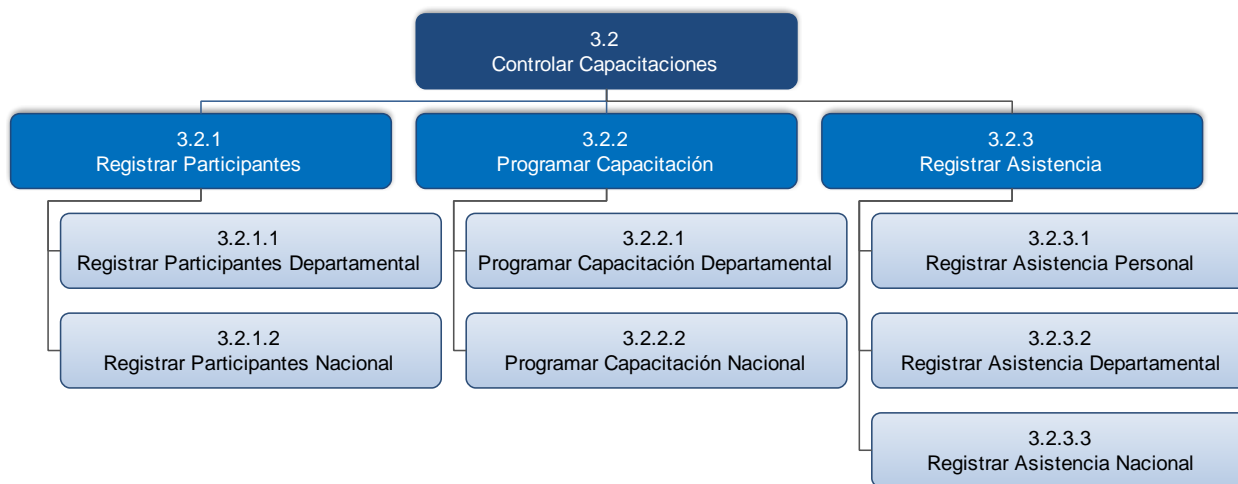 3.2
Controlar Capacitaciones
3.2.1
Registrar Participantes
3.2.2
Programar Capacitación
3.2.3
Registrar Asistencia
3.2.1.1
Registrar Participantes Departamental
3.2.2.1
Programar Capacitación Departamental
3.2.3.1
Registrar Asistencia Personal
3.2.1.2
Registrar Participantes Nacional
3.2.2.2
Programar Capacitación Nacional
3.2.3.2
Registrar Asistencia Departamental
3.2.3.3
Registrar Asistencia Nacional